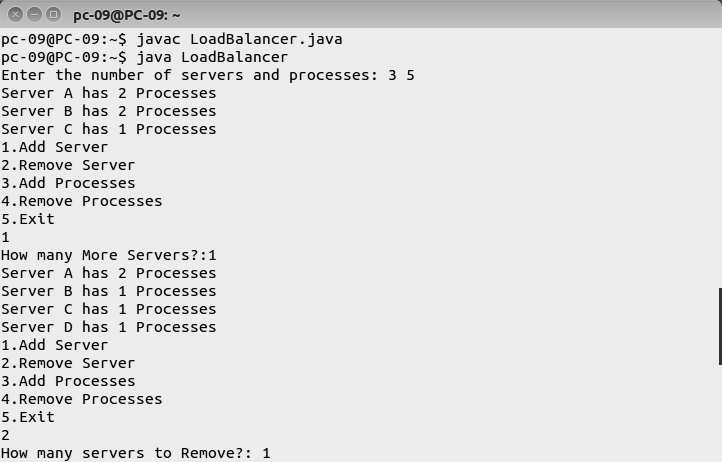 pc-09@PC-09: ~
pc-09@PC-09:~$ javac LoadBalancer.java
pc-09@PC-09:~$ java LoadBalancer
Enter the number of servers and processes: 3 5
Server A has 2 Processes
Server B has 2 Processes
Server C has 1 Processes
1.Add Server
2.Remove Server
3.Add Processes
4.Remove Processes
5.Exit
1
How many More Servers?:1
Server A has 2 Processes
Server B has 1 Processes
Server C has 1 Processes
Server D has 1 Processes
1.Add Server
2.Remove Server
3.Add Processes
4.Remove Processes
5.Exit
2
How many servers to Remove?: 1